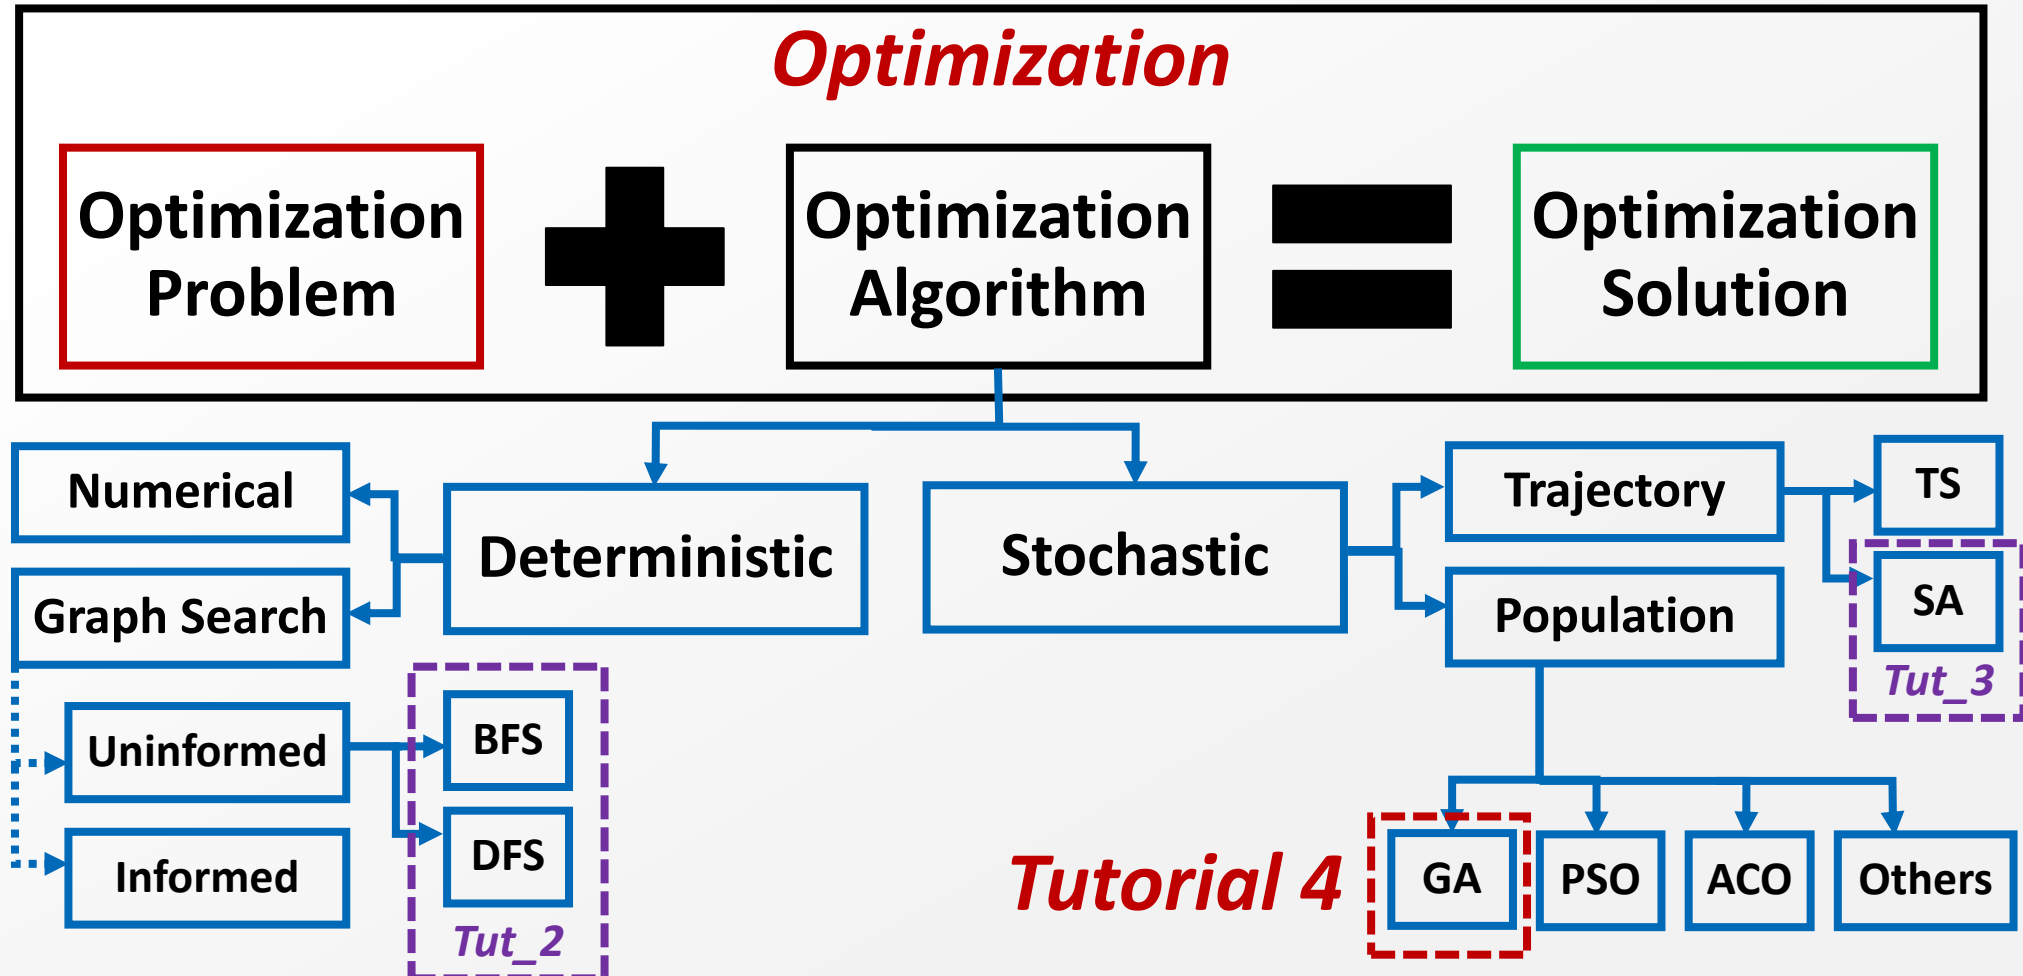 Optimization
Optimization
Problem
Optimization
Algorithm
Optimization
Solution
Numerical
Graph Search
Deterministic
Stochastic
Trajectory
Population
TS
SA
Tut_3
Uninformed
Informed
BFS
DFS
Tut_2
Tutorial 4
GA
PSO
ACO
Others